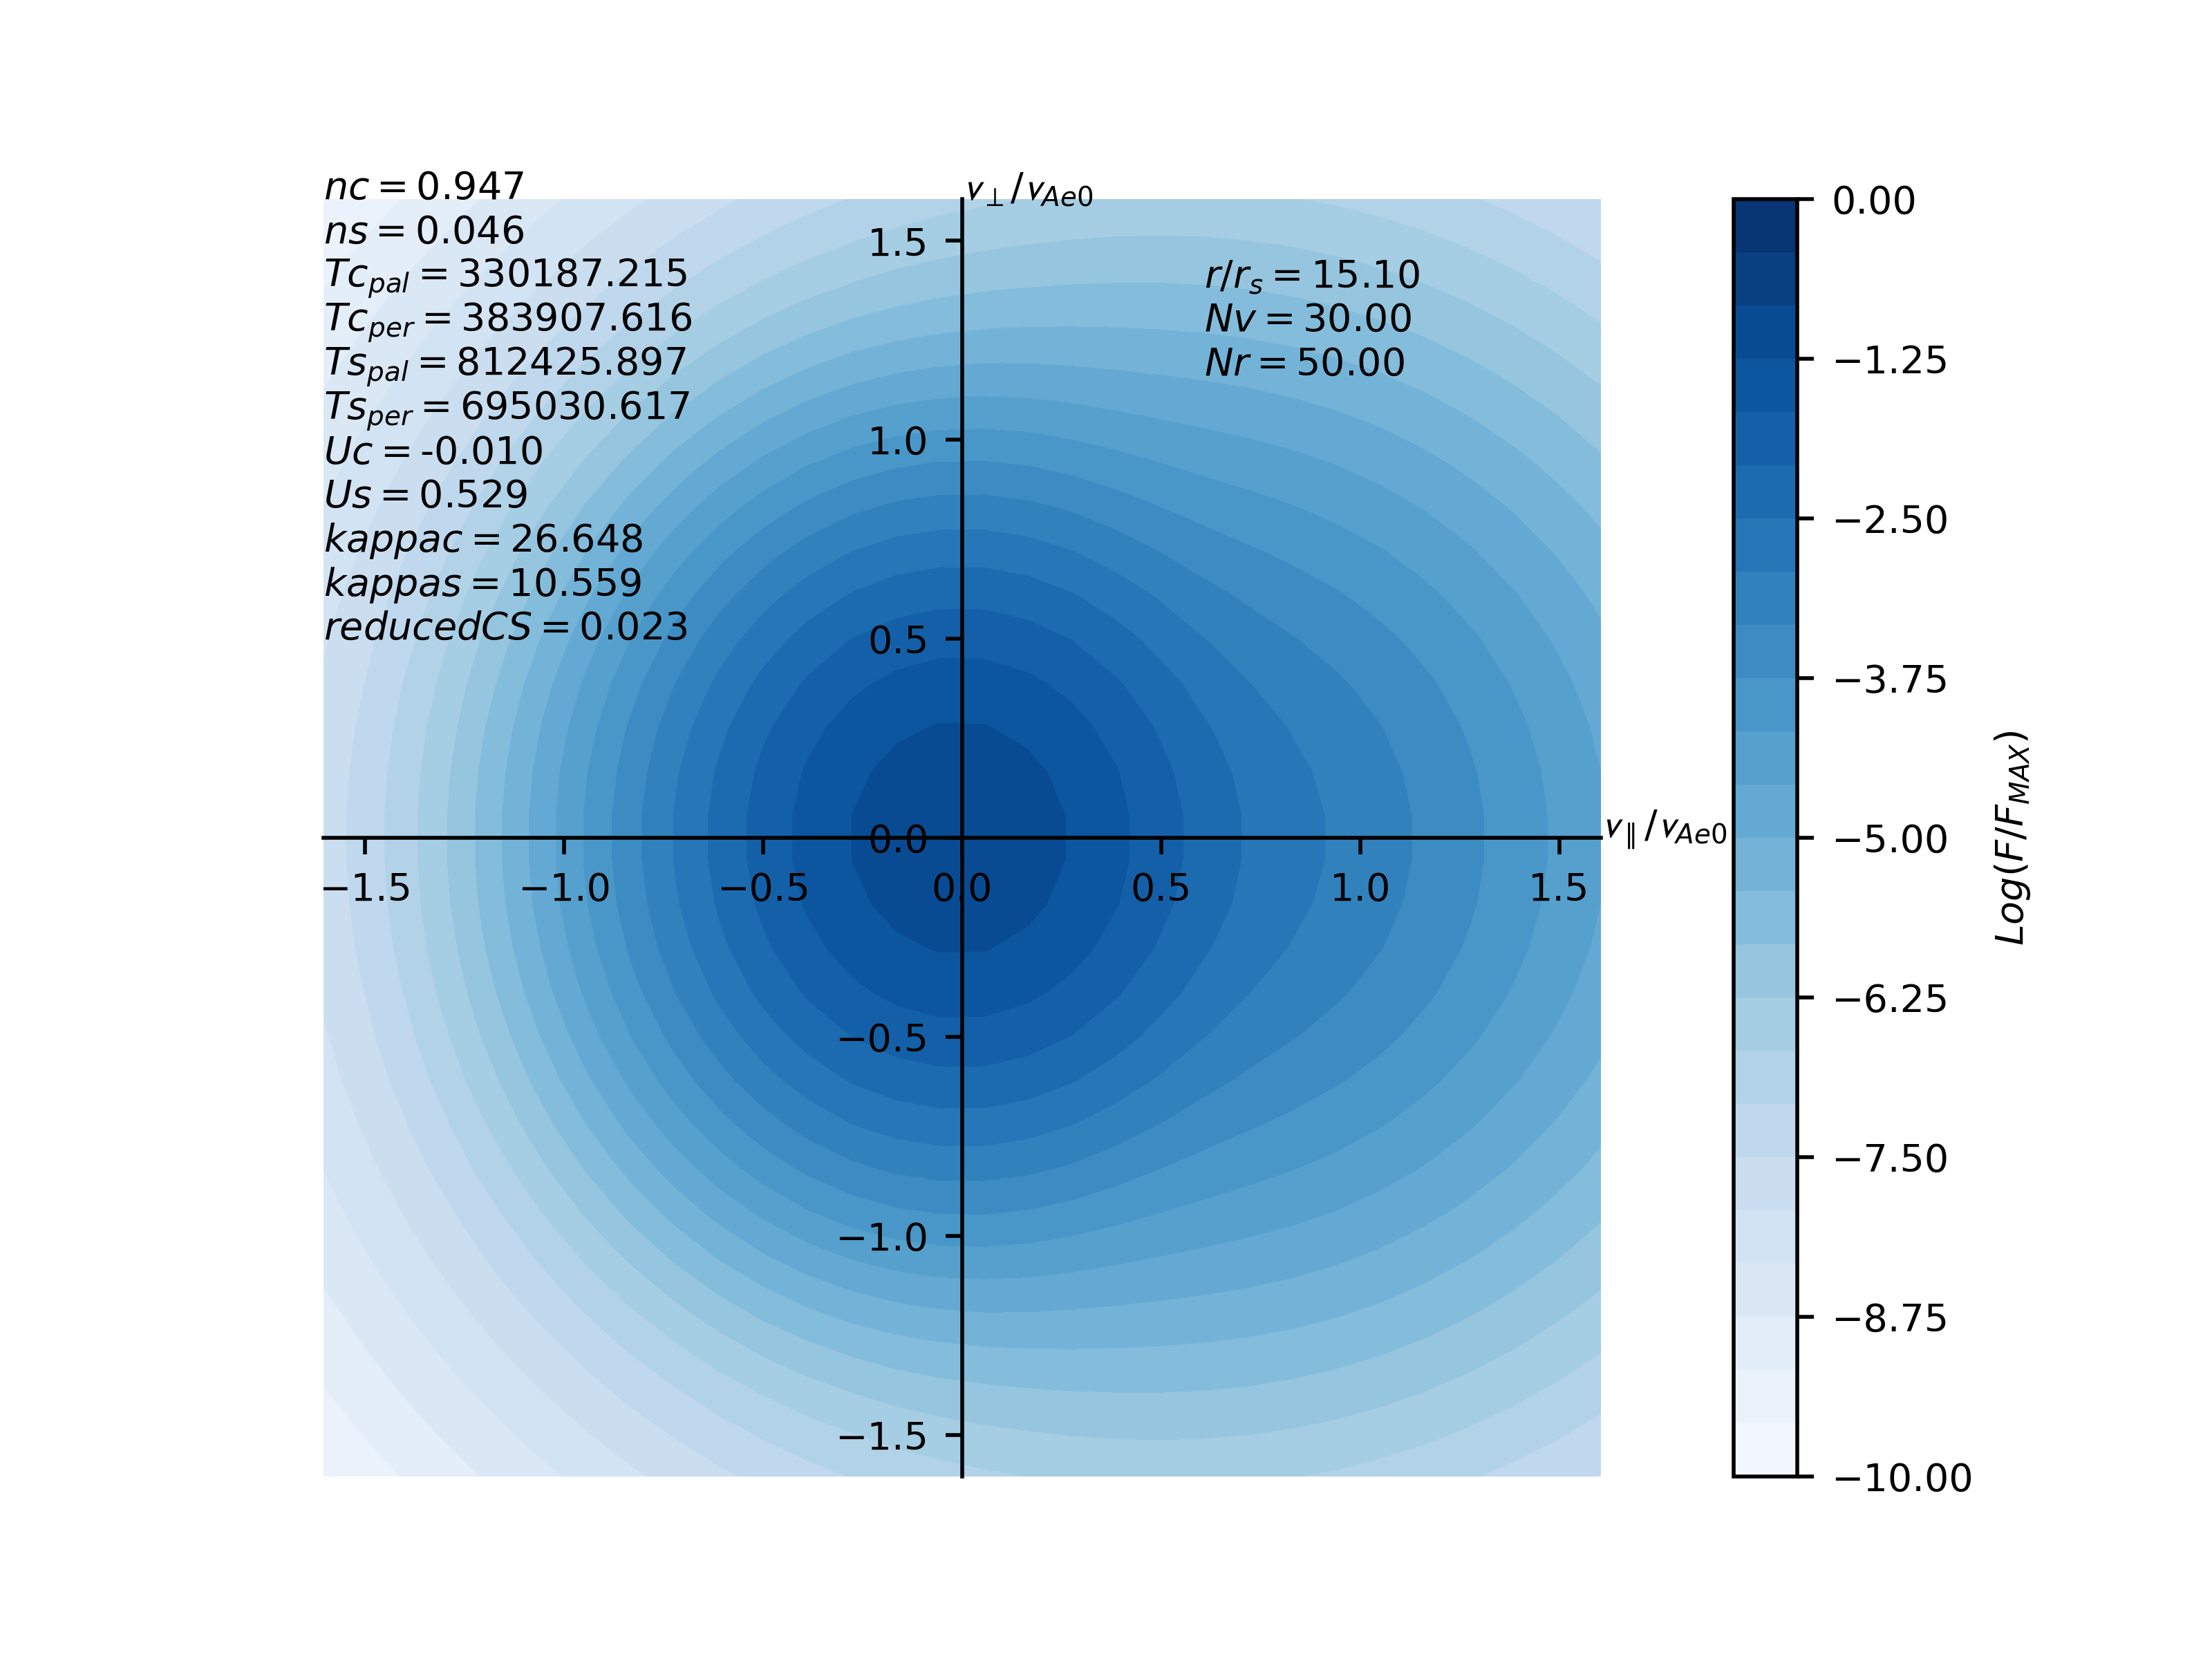 nc = 0.947
ns = 0.046
Tc_pal = 330187.215
Tc_per = 383907.616
Ts_pal = 812425.897
Ts_per = 695030.617
Uc = -0.010
Us = 0.529
kappac = 26.648
kappas = 10.559
reducedCS = 0.023
v⊥/v_Ae0
r/r_s = 15.10
Nv = 30.00
Nr = 50.00
1.5
1.0
0.5
0.0
−0.5
−1.0
−1.5
−1.5 −1.0 −0.5 0.0 0.5 1.0 1.5
v∥/v_Ae0
0.00
−1.25
−2.50
−3.75
−5.00
−6.25
−7.50
−8.75
−10.00
Log(F/F_MAX)